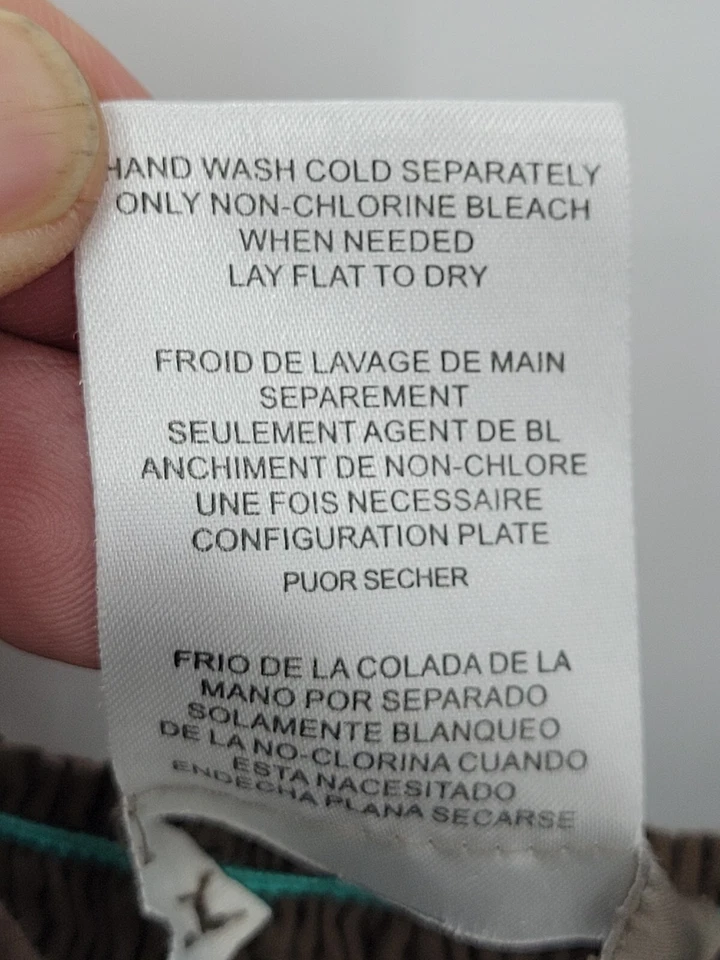 HAND WASH COLD SEPARATELY
ONLY NON-CHLORINE BLEACH
WHEN NEEDED
LAY FLAT TO DRY
FROID DE LAVAGE DE MAIN
SEPAREMENT
SEULEMENT AGENT DE BL
ANCHIMENT DE NON-CHLORE
UNE FOIS NECESSAIRE
CONFIGURATION PLATE
PUOR SECHER
FRIO DE LA COLADA DE LA
MANO POR SEPARADO
SOLAMENTE BLANQUEO
DE LA NO-CLORINA CUANDO
ESTA NACESITADO
ENDECHA PLANA SECARSE